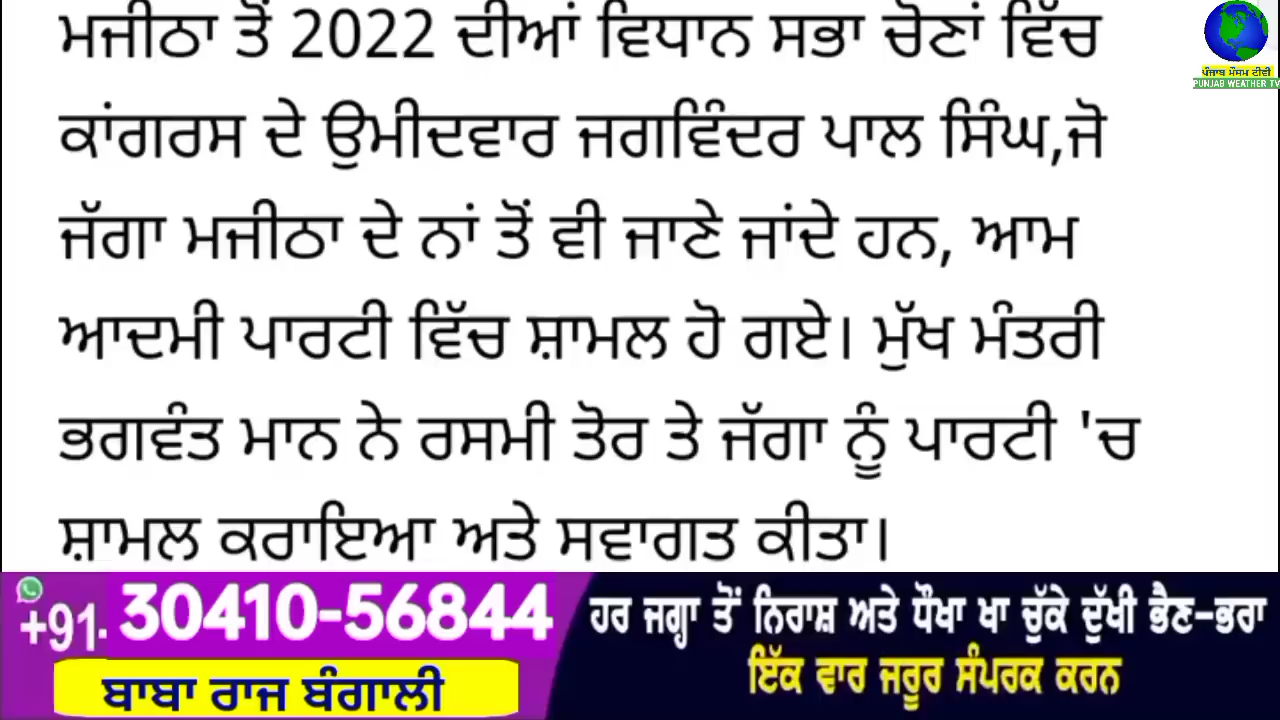 ਮਜੀਠਾ ਤੋਂ 2022 ਦੀਆਂ ਵਿਧਾਨ ਸਭਾ ਚੋਣਾਂ ਵਿੱਚ
ਕਾਂਗਰਸ ਦੇ ਉਮੀਦਵਾਰ ਜਗਵਿੰਦਰ ਪਾਲ ਸਿੰਘ,ਜੋ
ਜੱਗਾ ਮਜੀਠਾ ਦੇ ਨਾਂ ਤੋਂ ਵੀ ਜਾਣੇ ਜਾਂਦੇ ਹਨ, ਆਮ
ਆਦਮੀ ਪਾਰਟੀ ਵਿੱਚ ਸ਼ਾਮਲ ਹੋ ਗਏ। ਮੁੱਖ ਮੰਤਰੀ
ਭਗਵੰਤ ਮਾਨ ਨੇ ਰਸਮੀ ਤੋਰ ਤੇ ਜੱਗਾ ਨੂੰ ਪਾਰਟੀ 'ਚ
ਸ਼ਾਮਲ ਕਰਾਇਆ ਅਤੇ ਸਵਾਗਤ ਕੀਤਾ।
ਪੰਜਾਬ ਮੌਸਮ ਟੀਵੀ
PUNJAB WEATHER TV
+91- 30410-56844
ਬਾਬਾ ਰਾਜ ਬੰਗਾਲੀ
ਹਰ ਜਗ੍ਹਾ ਤੋਂ ਨਿਰਾਸ਼ ਅਤੇ ਧੌਖਾ ਖਾ ਚੁੱਕੇ ਦੁੱਖੀ ਭੈਣ-ਭਰਾ
ਇੱਕ ਵਾਰ ਜਰੂਰ ਸੰਪਰਕ ਕਰਨ